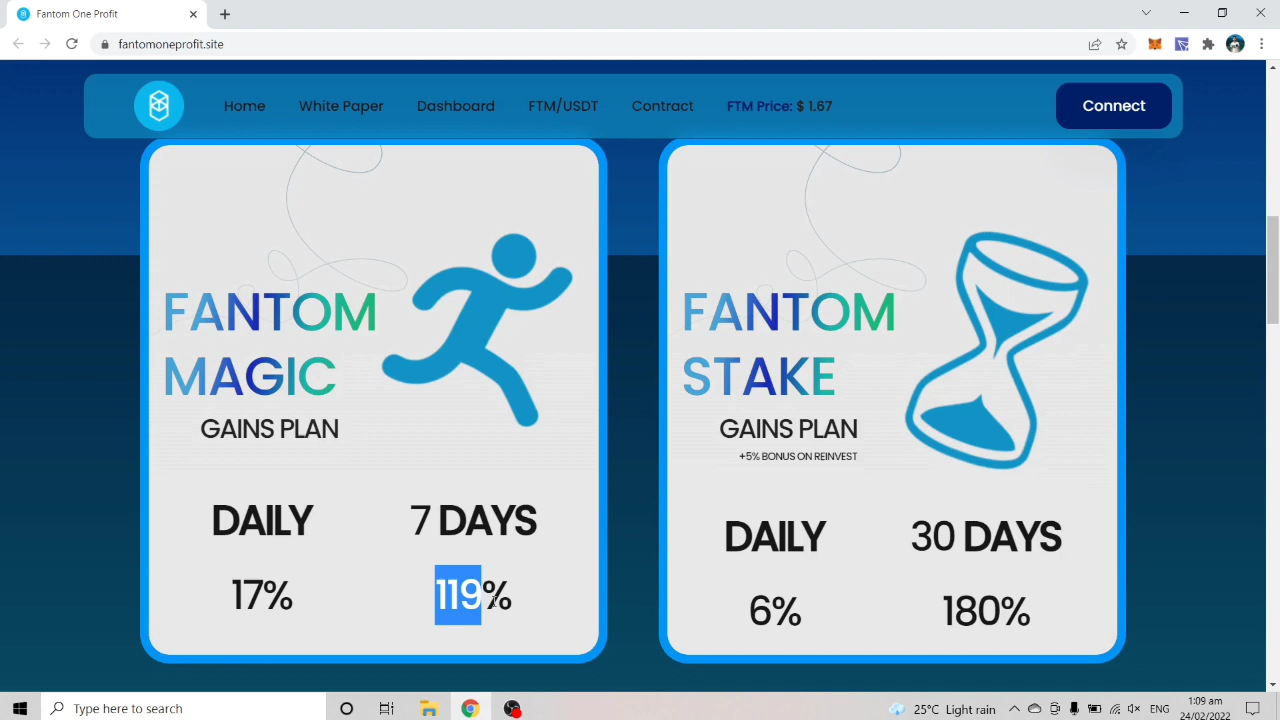 Fantom One Profit
fantomoneprofit.site
Home White Paper Dashboard FTM/USDT Contract FTM Price: $ 1.67 Connect
FANTOM
MAGIC
GAINS PLAN
DAILY 7 DAYS
17% 119%
FANTOM
STAKE
GAINS PLAN
+5% BONUS ON REINVEST
DAILY 30 DAYS
6% 180%
Type here to search
25°C Light rain
ENG
1:09 am
24/02/2022